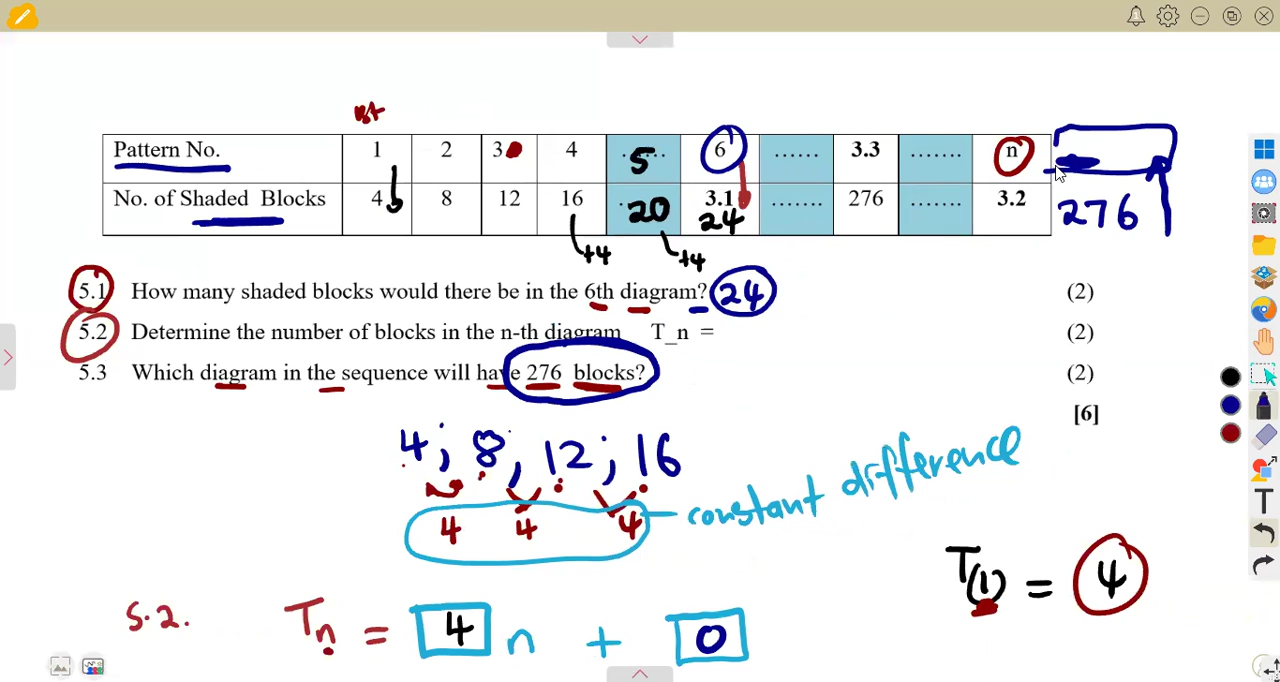 1st
Pattern No. 1 2 3 4 ...... 5 6 ...... 3.3 ....... n
No. of Shaded Blocks 4 8 12 16 20 3.1 ...... 276 ....... 3.2 276
24
+4 +4
5.1 How many shaded blocks would there be in the 6th diagram? 24 (2)
5.2 Determine the number of blocks in the n-th diagram T_n = (2)
5.3 Which diagram in the sequence will have 276 blocks? (2)
[6]
4; 8, 12; 16
4 4 4 constant difference
T(1) = 4
5.2. Tn = 4 n + 0